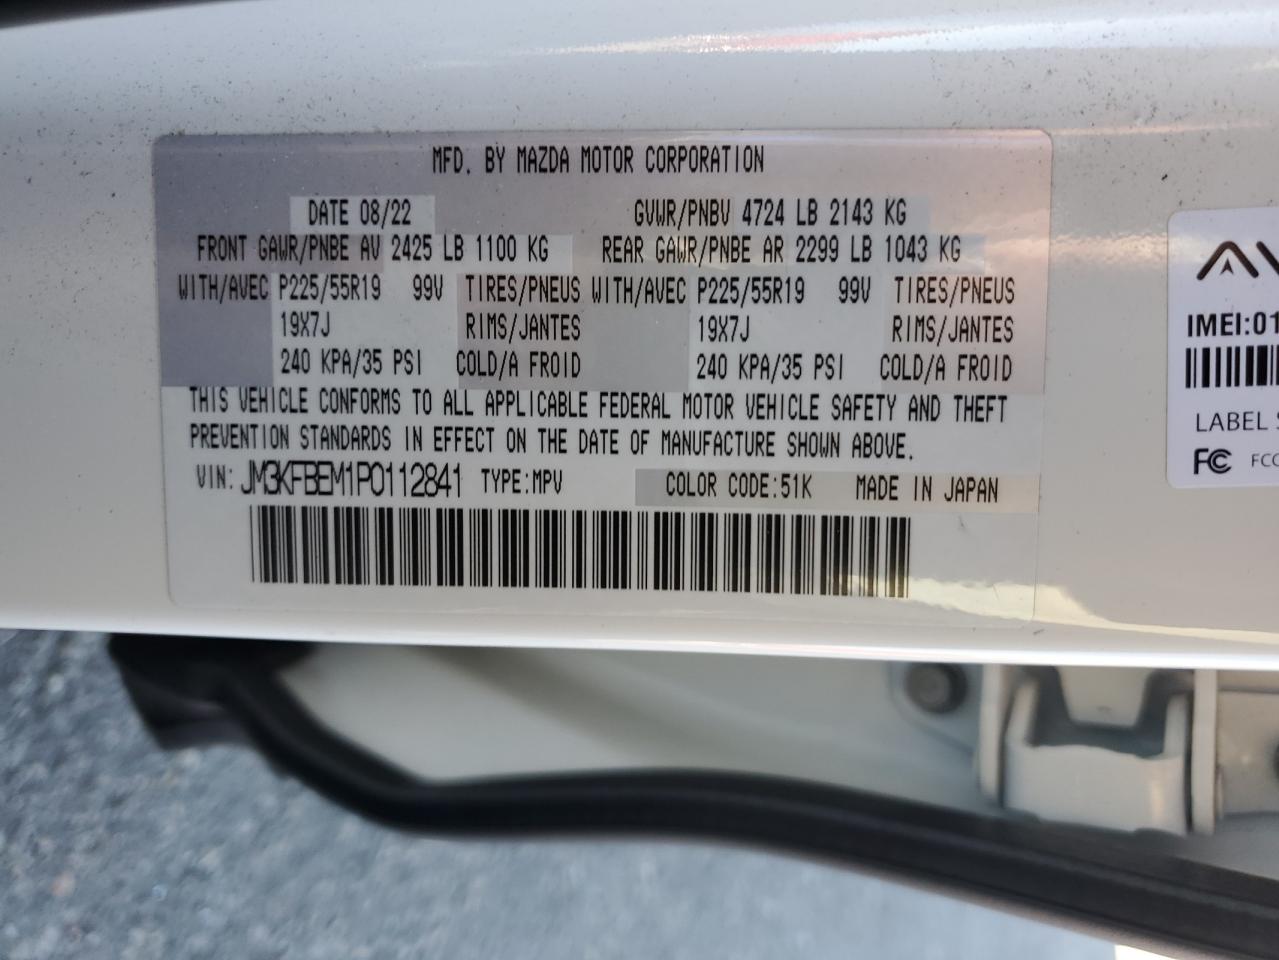 MFD. BY MAZDA MOTOR CORPORATION
DATE 08/22 GVWR/PNBV 4724 LB 2143 KG
FRONT GAWR/PNBE AV 2425 LB 1100 KG REAR GAWR/PNBE AR 2299 LB 1043 KG
WITH/AVEC P225/55R19 99V TIRES/PNEUS WITH/AVEC P225/55R19 99V TIRES/PNEUS
19X7J RIMS/JANTES 19X7J RIMS/JANTES
240 KPA/35 PSI COLD/A FROID 240 KPA/35 PSI COLD/A FROID
THIS VEHICLE CONFORMS TO ALL APPLICABLE FEDERAL MOTOR VEHICLE SAFETY AND THEFT
PREVENTION STANDARDS IN EFFECT ON THE DATE OF MANUFACTURE SHOWN ABOVE.
VIN: JM3KFBEM1P0112841 TYPE:MPV COLOR CODE:51K MADE IN JAPAN
IMEI:01
LABEL
FC FCC